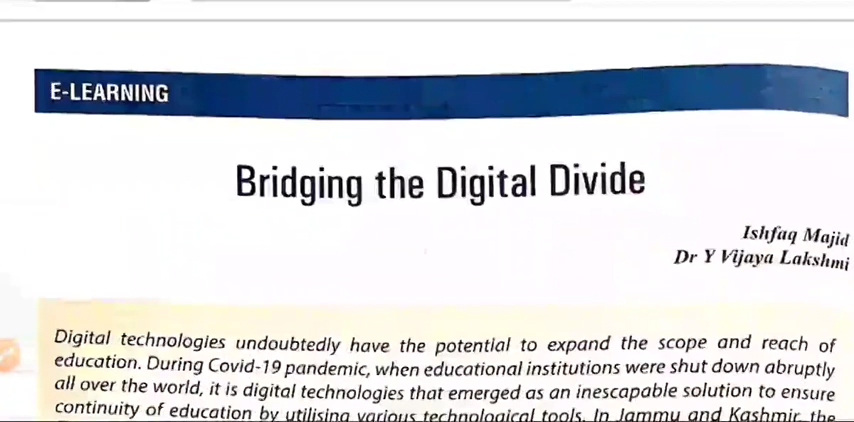 E-LEARNING
Bridging the Digital Divide
Ishfaq Majid
Dr Y Vijaya Lakshmi
Digital technologies undoubtedly have the potential to expand the scope and reach of
education. During Covid-19 pandemic, when educational institutions were shut down abruptly
all over the world, it is digital technologies that emerged as an inescapable solution to ensure
continuity of education by utilising various technological tools. In Jammu and Kashmir, the